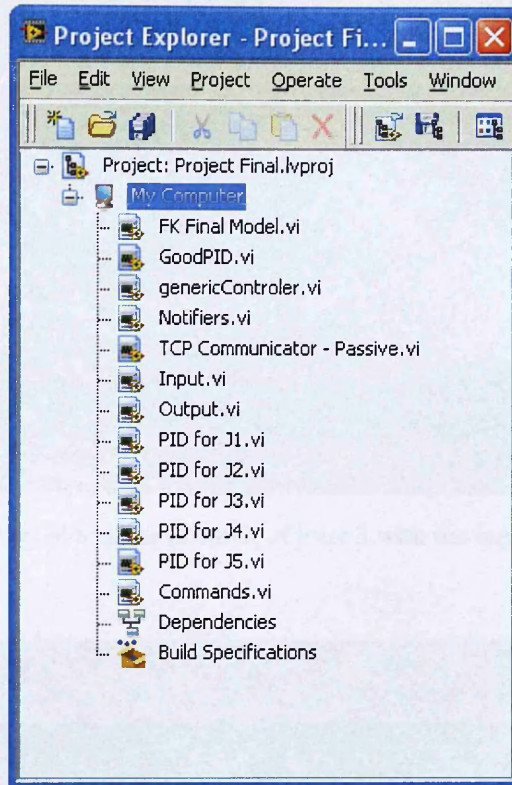 Project Explorer - Project Fi...
File Edit View Project Operate Tools Window
Project: Project Final.lvproj
My Computer
FK Final Model.vi
GoodPID.vi
genericControler.vi
Notifiers.vi
TCP Communicator - Passive.vi
Input.vi
Output.vi
PID for J1.vi
PID for J2.vi
PID for J3.vi
PID for J4.vi
PID for J5.vi
Commands.vi
Dependencies
Build Specifications